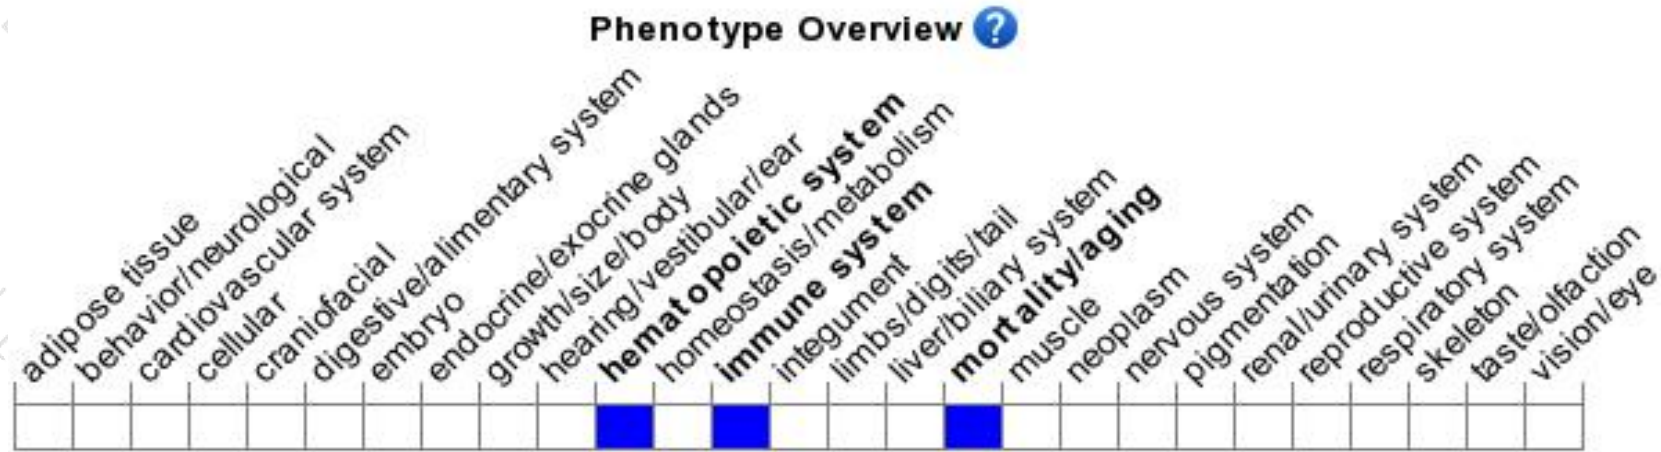 Phenotype Overview ?
adipose tissue
behavior/neurological
cardiovascular system
cellular
craniofacial
digestive/alimentary system
embryo
endocrine/exocrine glands
growth/size/body
hearing/vestibular/ear
hematopoietic system
homeostasis/metabolism
immune system
integument
limbs/digits/tail
liver/biliary system
mortality/aging
muscle
neoplasm
nervous system
pigmentation
renal/urinary system
reproductive system
respiratory system
skeleton
taste/olfaction
vision/eye